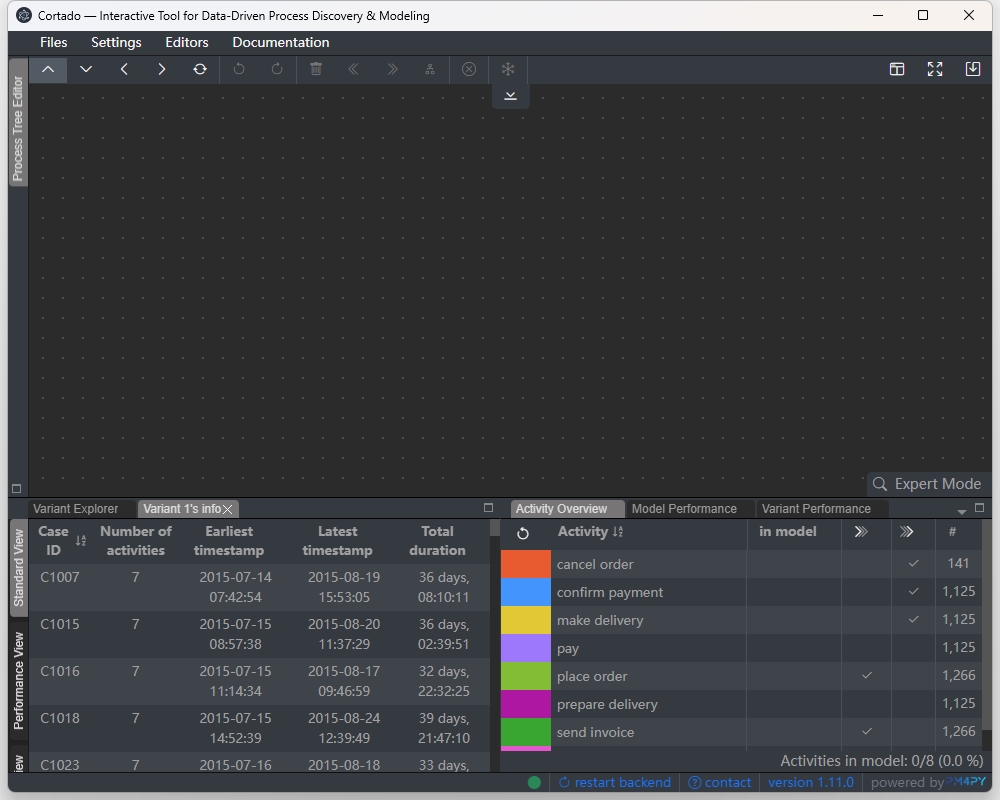 Cortado — Interactive Tool for Data-Driven Process Discovery & Modeling
Files Settings Editors Documentation
Process Tree Editor
Expert Mode
Variant Explorer Variant 1's info
Standard View
Performance View
iew
Case ID Number of activities Earliest timestamp Latest timestamp Total duration
C1007 7 2015-07-14 07:42:54 2015-08-19 15:53:05 36 days, 08:10:11
C1015 7 2015-07-15 08:57:38 2015-08-20 11:37:29 36 days, 02:39:51
C1016 7 2015-07-15 11:14:34 2015-08-17 09:46:59 32 days, 22:32:25
C1018 7 2015-07-15 14:52:39 2015-08-24 12:39:49 39 days, 21:47:10
C1023 7 2015-07-16 2015-08-18 33 days,
Activity Overview Model Performance Variant Performance
Activity in model #
cancel order 141
confirm payment 1,125
make delivery 1,125
pay 1,125
place order 1,266
prepare delivery 1,125
send invoice 1,266
Activities in model: 0/8 (0.0 %)
restart backend contact version 1.11.0 powered by PM4PY